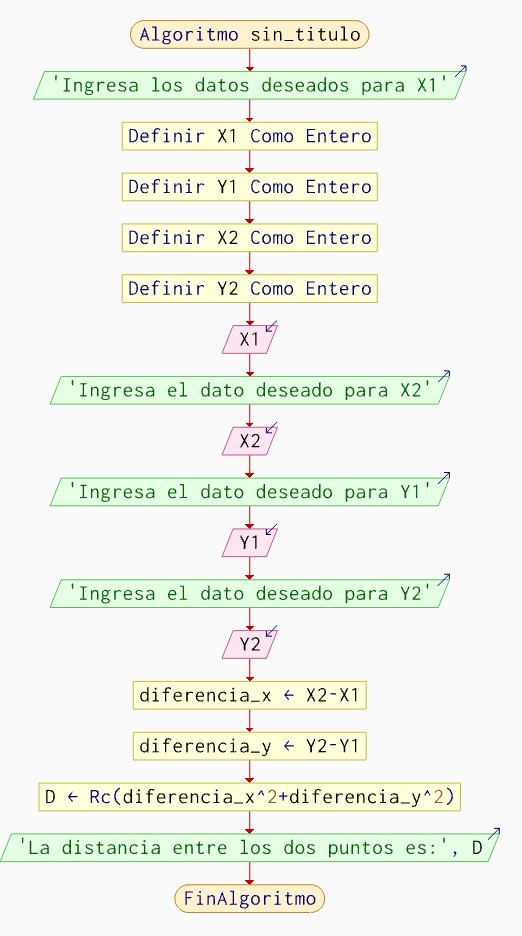 Algoritmo sin_titulo
'Ingresa los datos deseados para X1'
Definir X1 Como Entero
Definir Y1 Como Entero
Definir X2 Como Entero
Definir Y2 Como Entero
X1
'Ingresa el dato deseado para X2'
X2
'Ingresa el dato deseado para Y1'
Y1
'Ingresa el dato deseado para Y2'
Y2
diferencia_x ← X2-X1
diferencia_y ← Y2-Y1
D ← Rc(diferencia_x^2+diferencia_y^2)
'La distancia entre los dos puntos es:', D
FinAlgoritmo